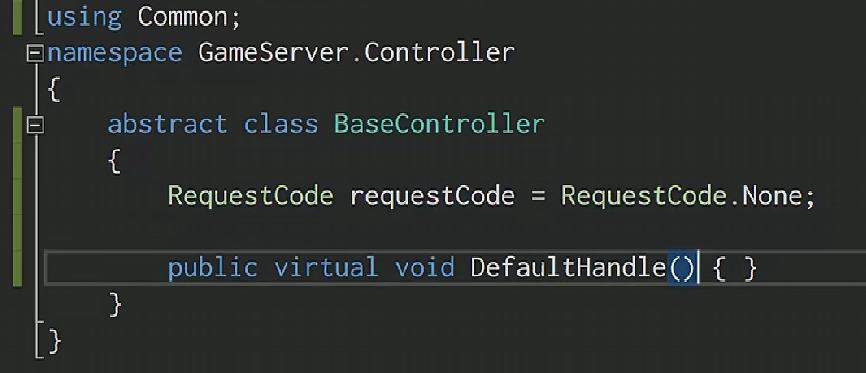 using Common;
namespace GameServer.Controller
{
abstract class BaseController
{
RequestCode requestCode = RequestCode.None;
public virtual void DefaultHandle() { }
}
}